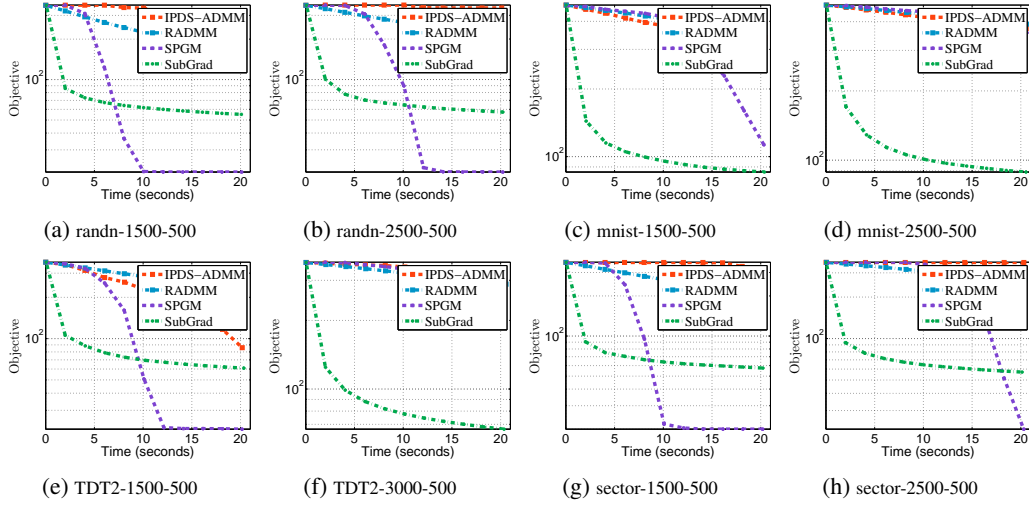 IPDS−ADMM
RADMM
SPGM
SubGrad
Objective
10^2
0 5 10 15 20
Time (seconds)
(a) randn-1500-500
IPDS−ADMM
RADMM
SPGM
SubGrad
Objective
10^2
0 5 10 15 20
Time (seconds)
(b) randn-2500-500
IPDS−ADMM
RADMM
SPGM
SubGrad
Objective
10^2
0 5 10 15 20
Time (seconds)
(c) mnist-1500-500
IPDS−ADMM
RADMM
SPGM
SubGrad
Objective
10^2
0 5 10 15 20
Time (seconds)
(d) mnist-2500-500
IPDS−ADMM
RADMM
SPGM
SubGrad
Objective
10^2
0 5 10 15 20
Time (seconds)
(e) TDT2-1500-500
IPDS−ADMM
RADMM
SPGM
SubGrad
Objective
10^2
0 5 10 15 20
Time (seconds)
(f) TDT2-3000-500
IPDS−ADMM
RADMM
SPGM
SubGrad
Objective
10^2
0 5 10 15 20
Time (seconds)
(g) sector-1500-500
IPDS−ADMM
RADMM
SPGM
SubGrad
Objective
10^2
0 5 10 15 20
Time (seconds)
(h) sector-2500-500